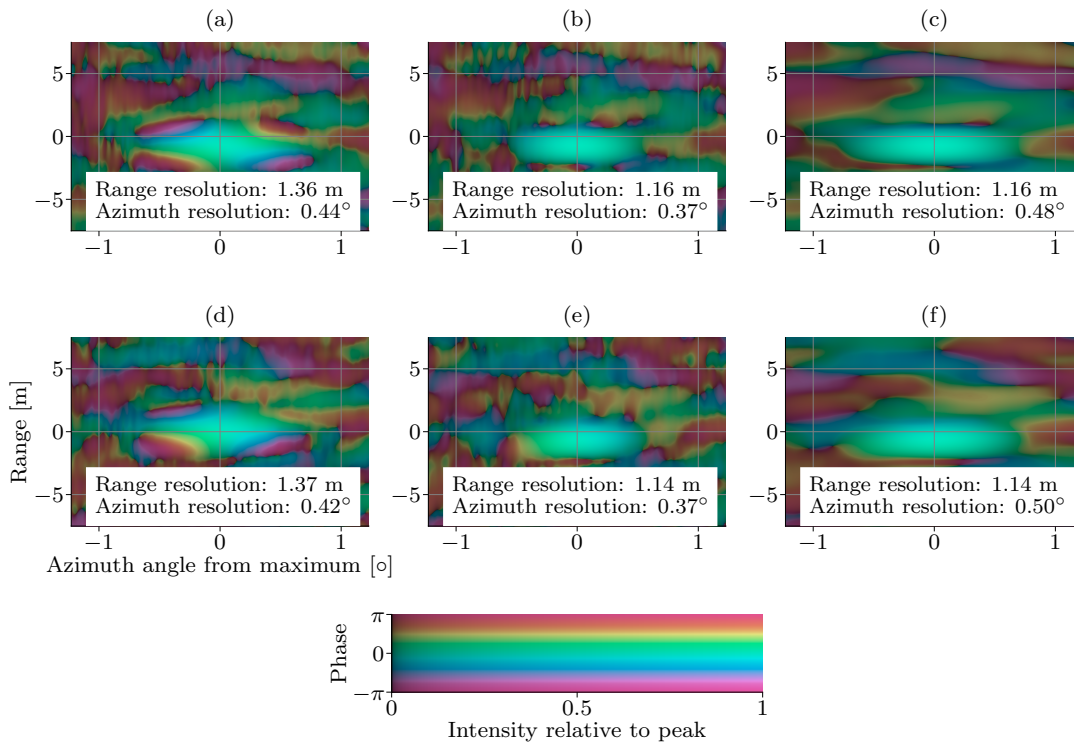 (a)
(b)
(c)
5
0
−5
Range resolution: 1.36 m
Azimuth resolution: 0.44°
−1
0
1
5
0
−5
Range resolution: 1.16 m
Azimuth resolution: 0.37°
−1
0
1
5
0
−5
Range resolution: 1.16 m
Azimuth resolution: 0.48°
−1
0
1
(d)
(e)
(f)
Range [m]
5
0
−5
Range resolution: 1.37 m
Azimuth resolution: 0.42°
−1
0
1
Azimuth angle from maximum [∘]
5
0
−5
Range resolution: 1.14 m
Azimuth resolution: 0.37°
−1
0
1
5
0
−5
Range resolution: 1.14 m
Azimuth resolution: 0.50°
−1
0
1
Phase
π
0
−π
0
0.5
1
Intensity relative to peak